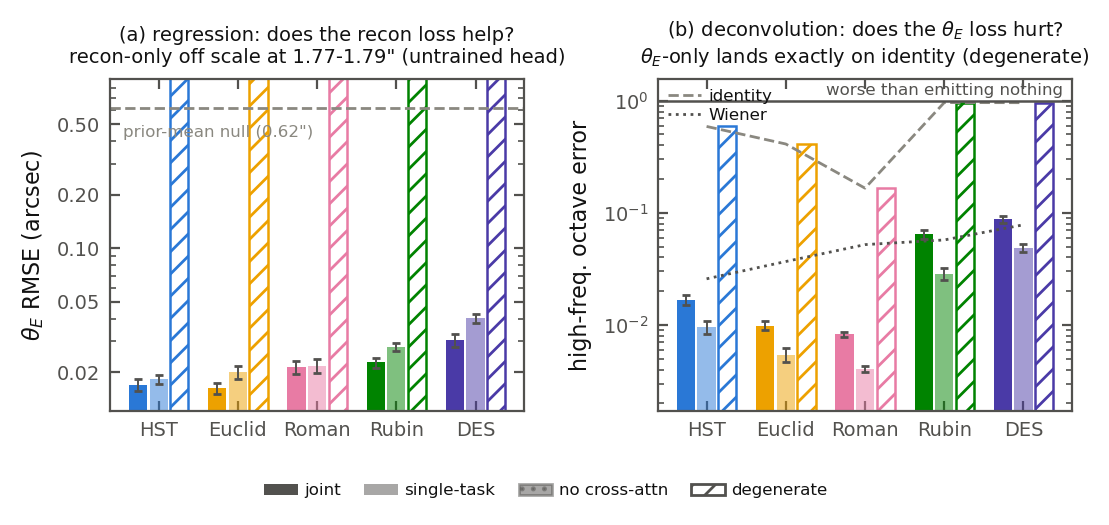 (a) regression: does the recon loss help?
recon-only off scale at 1.77-1.79" (untrained head)
θE RMSE (arcsec)
0.50
0.20
0.10
0.05
0.02
prior-mean null (0.62")
HST Euclid Roman Rubin DES
(b) deconvolution: does the θE loss hurt?
θE-only lands exactly on identity (degenerate)
high-freq. octave error
10⁰
10⁻¹
10⁻²
identity
Wiener
worse than emitting nothing
HST Euclid Roman Rubin DES
joint single-task no cross-attn degenerate